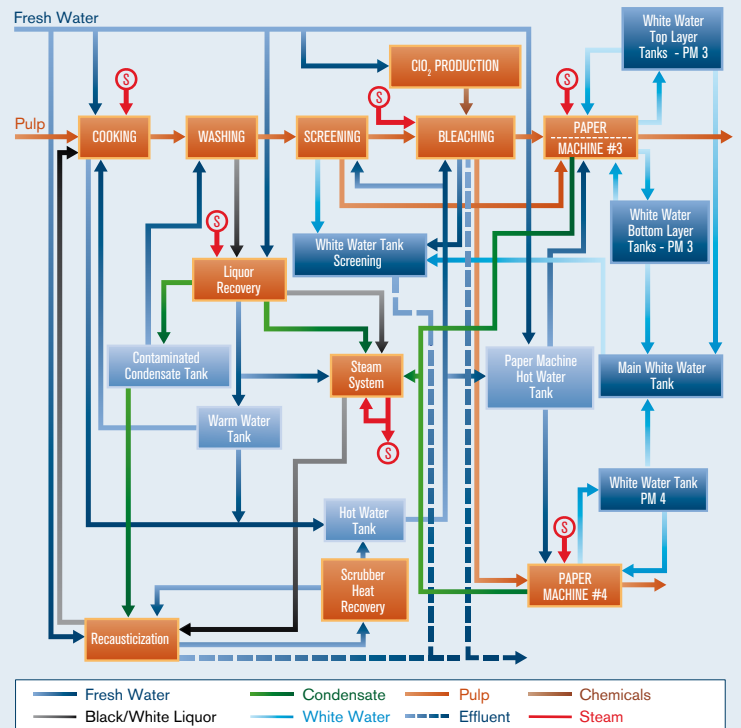 Fresh Water
White Water
Top Layer
Tanks - PM 3
ClO₂ PRODUCTION
S
S
S
Pulp
COOKING
WASHING
SCREENING
BLEACHING
PAPER
MACHINE #3
S
White Water Tank
Screening
White Water
Bottom Layer
Tanks - PM 3
Liquor
Recovery
Contaminated
Condensate Tank
Steam
System
Paper Machine
Hot Water
Tank
Main White Water
Tank
Warm Water
Tank
S
White Water Tank
PM 4
Hot Water
Tank
S
Scrubber
Heat
Recovery
PAPER
MACHINE #4
Recausticization
Fresh Water
Condensate
Pulp
Chemicals
Black/White Liquor
White Water
Effluent
Steam